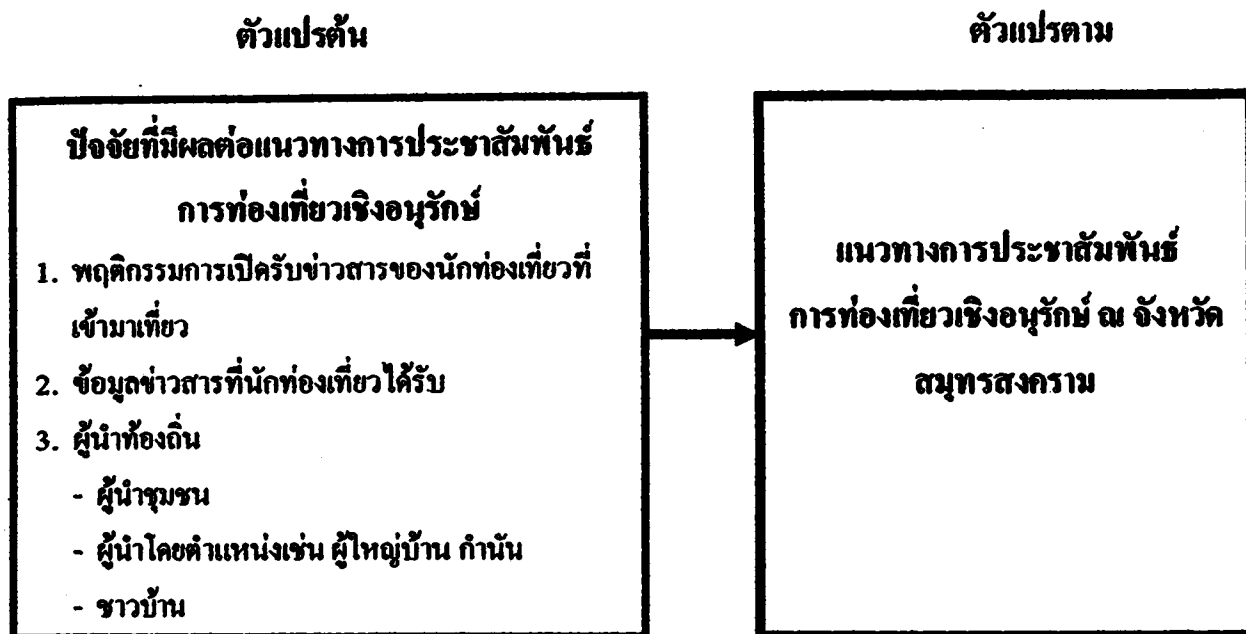 ตัวแปรต้น
ตัวแปรตาม
ปัจจัยที่มีผลต่อแนวทางการประชาสัมพันธ์
การท่องเที่ยวเชิงอนุรักษ์
1. พฤติกรรมการเปิดรับข่าวสารของนักท่องเที่ยวที่
เข้ามาเที่ยว
2. ข้อมูลข่าวสารที่นักท่องเที่ยวได้รับ
3. ผู้นำท้องถิ่น
- ผู้นำชุมชน
- ผู้นำโดยตำแหน่งเช่น ผู้ใหญ่บ้าน กำนัน
- ชาวบ้าน
แนวทางการประชาสัมพันธ์
การท่องเที่ยวเชิงอนุรักษ์ ณ จังหวัด
สมุทรสงคราม